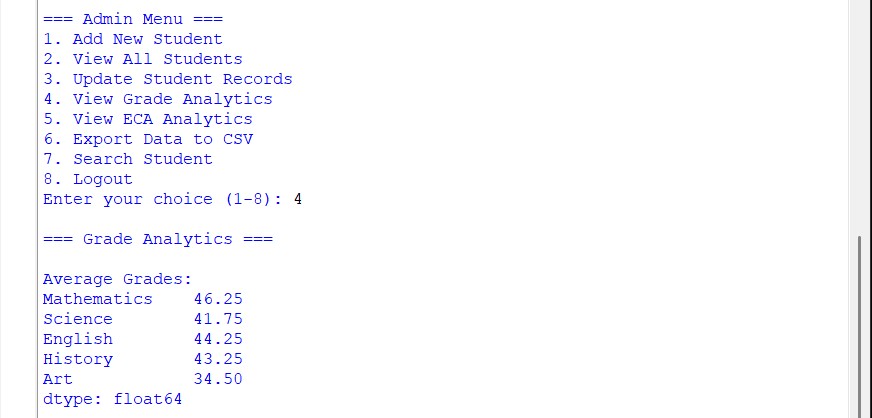 === Admin Menu ===
1. Add New Student
2. View All Students
3. Update Student Records
4. View Grade Analytics
5. View ECA Analytics
6. Export Data to CSV
7. Search Student
8. Logout
Enter your choice (1-8): 4
=== Grade Analytics ===
Average Grades:
Mathematics    46.25
Science        41.75
English        44.25
History        43.25
Art            34.50
dtype: float64